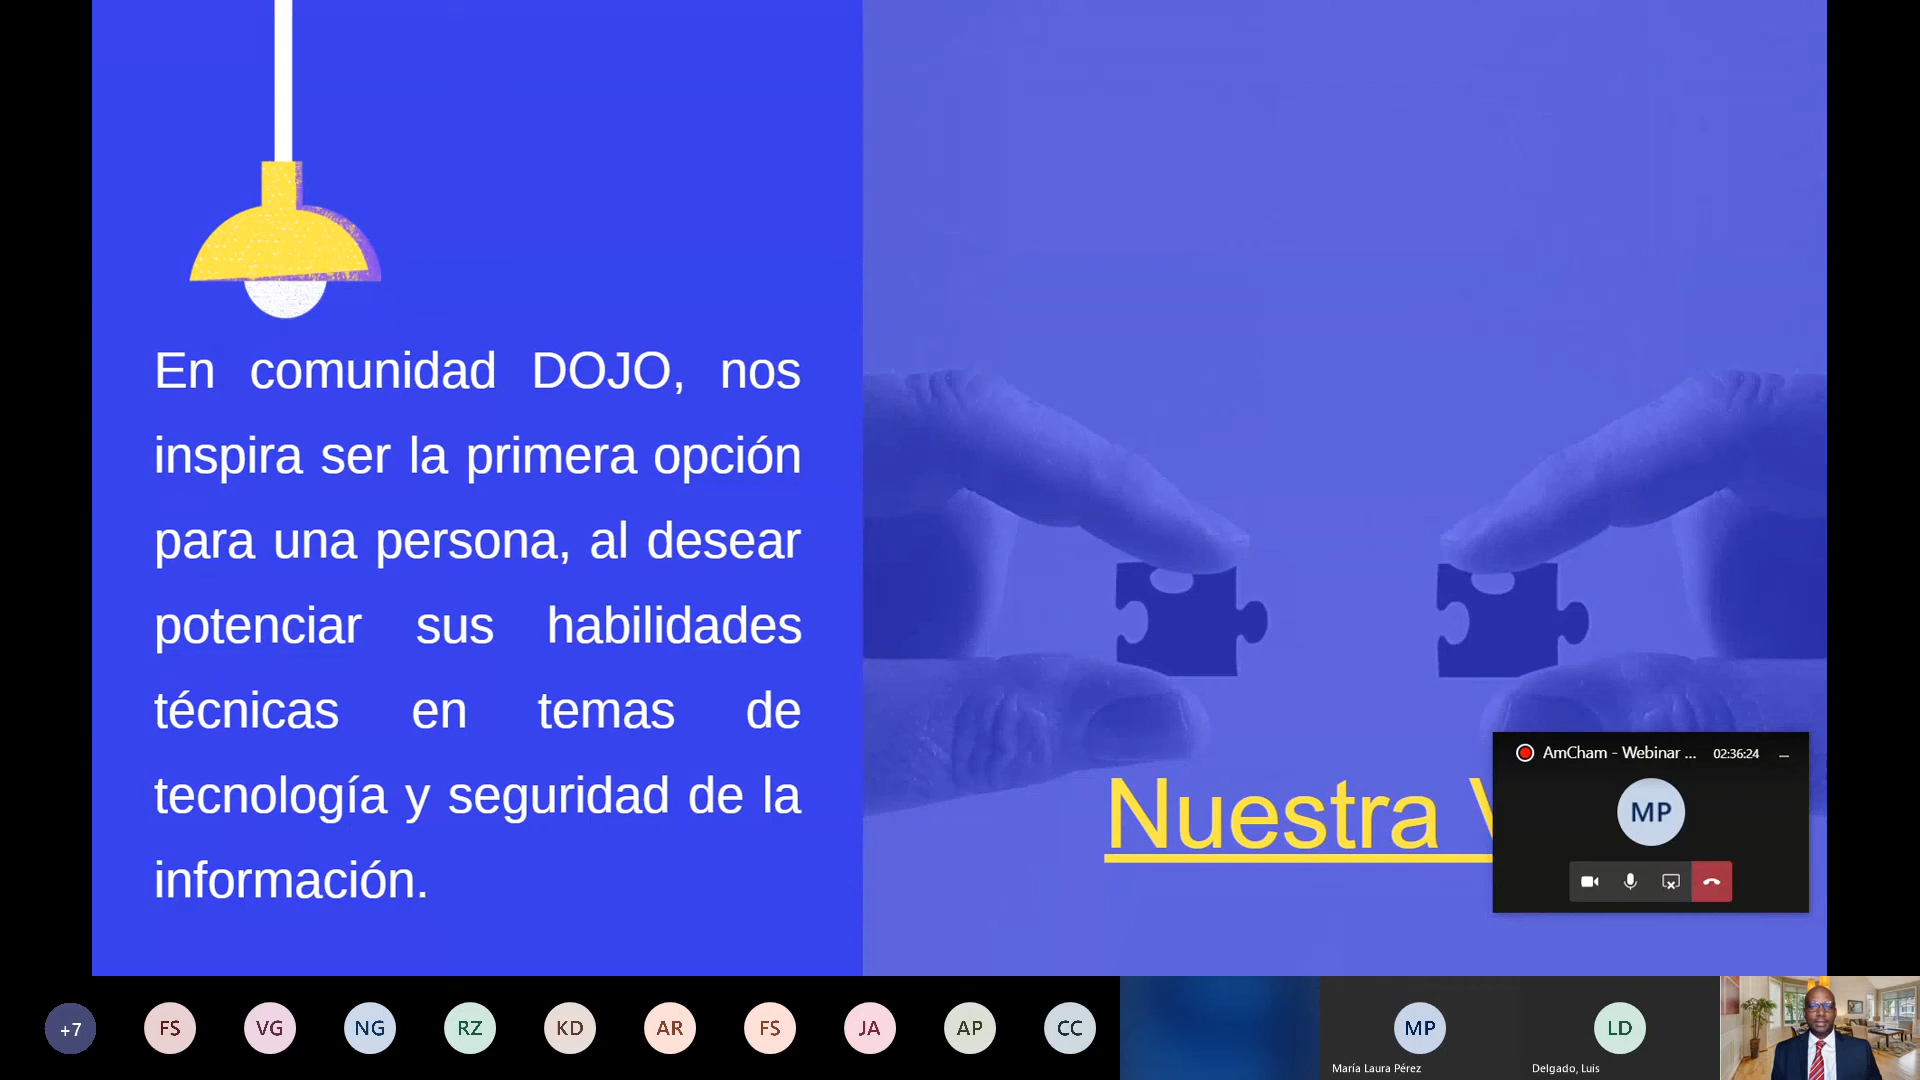 En comunidad DOJO, nos
inspira ser la primera opción
para una persona, al desear
potenciar sus habilidades
técnicas en temas de
tecnología y seguridad de la
información.
Nuestra
AmCham - Webinar ...
02:36:24
MP
+7
FS
VG
NG
RZ
KD
AR
FS
JA
AP
CC
MP
María Laura Pérez
LD
Delgado, Luis